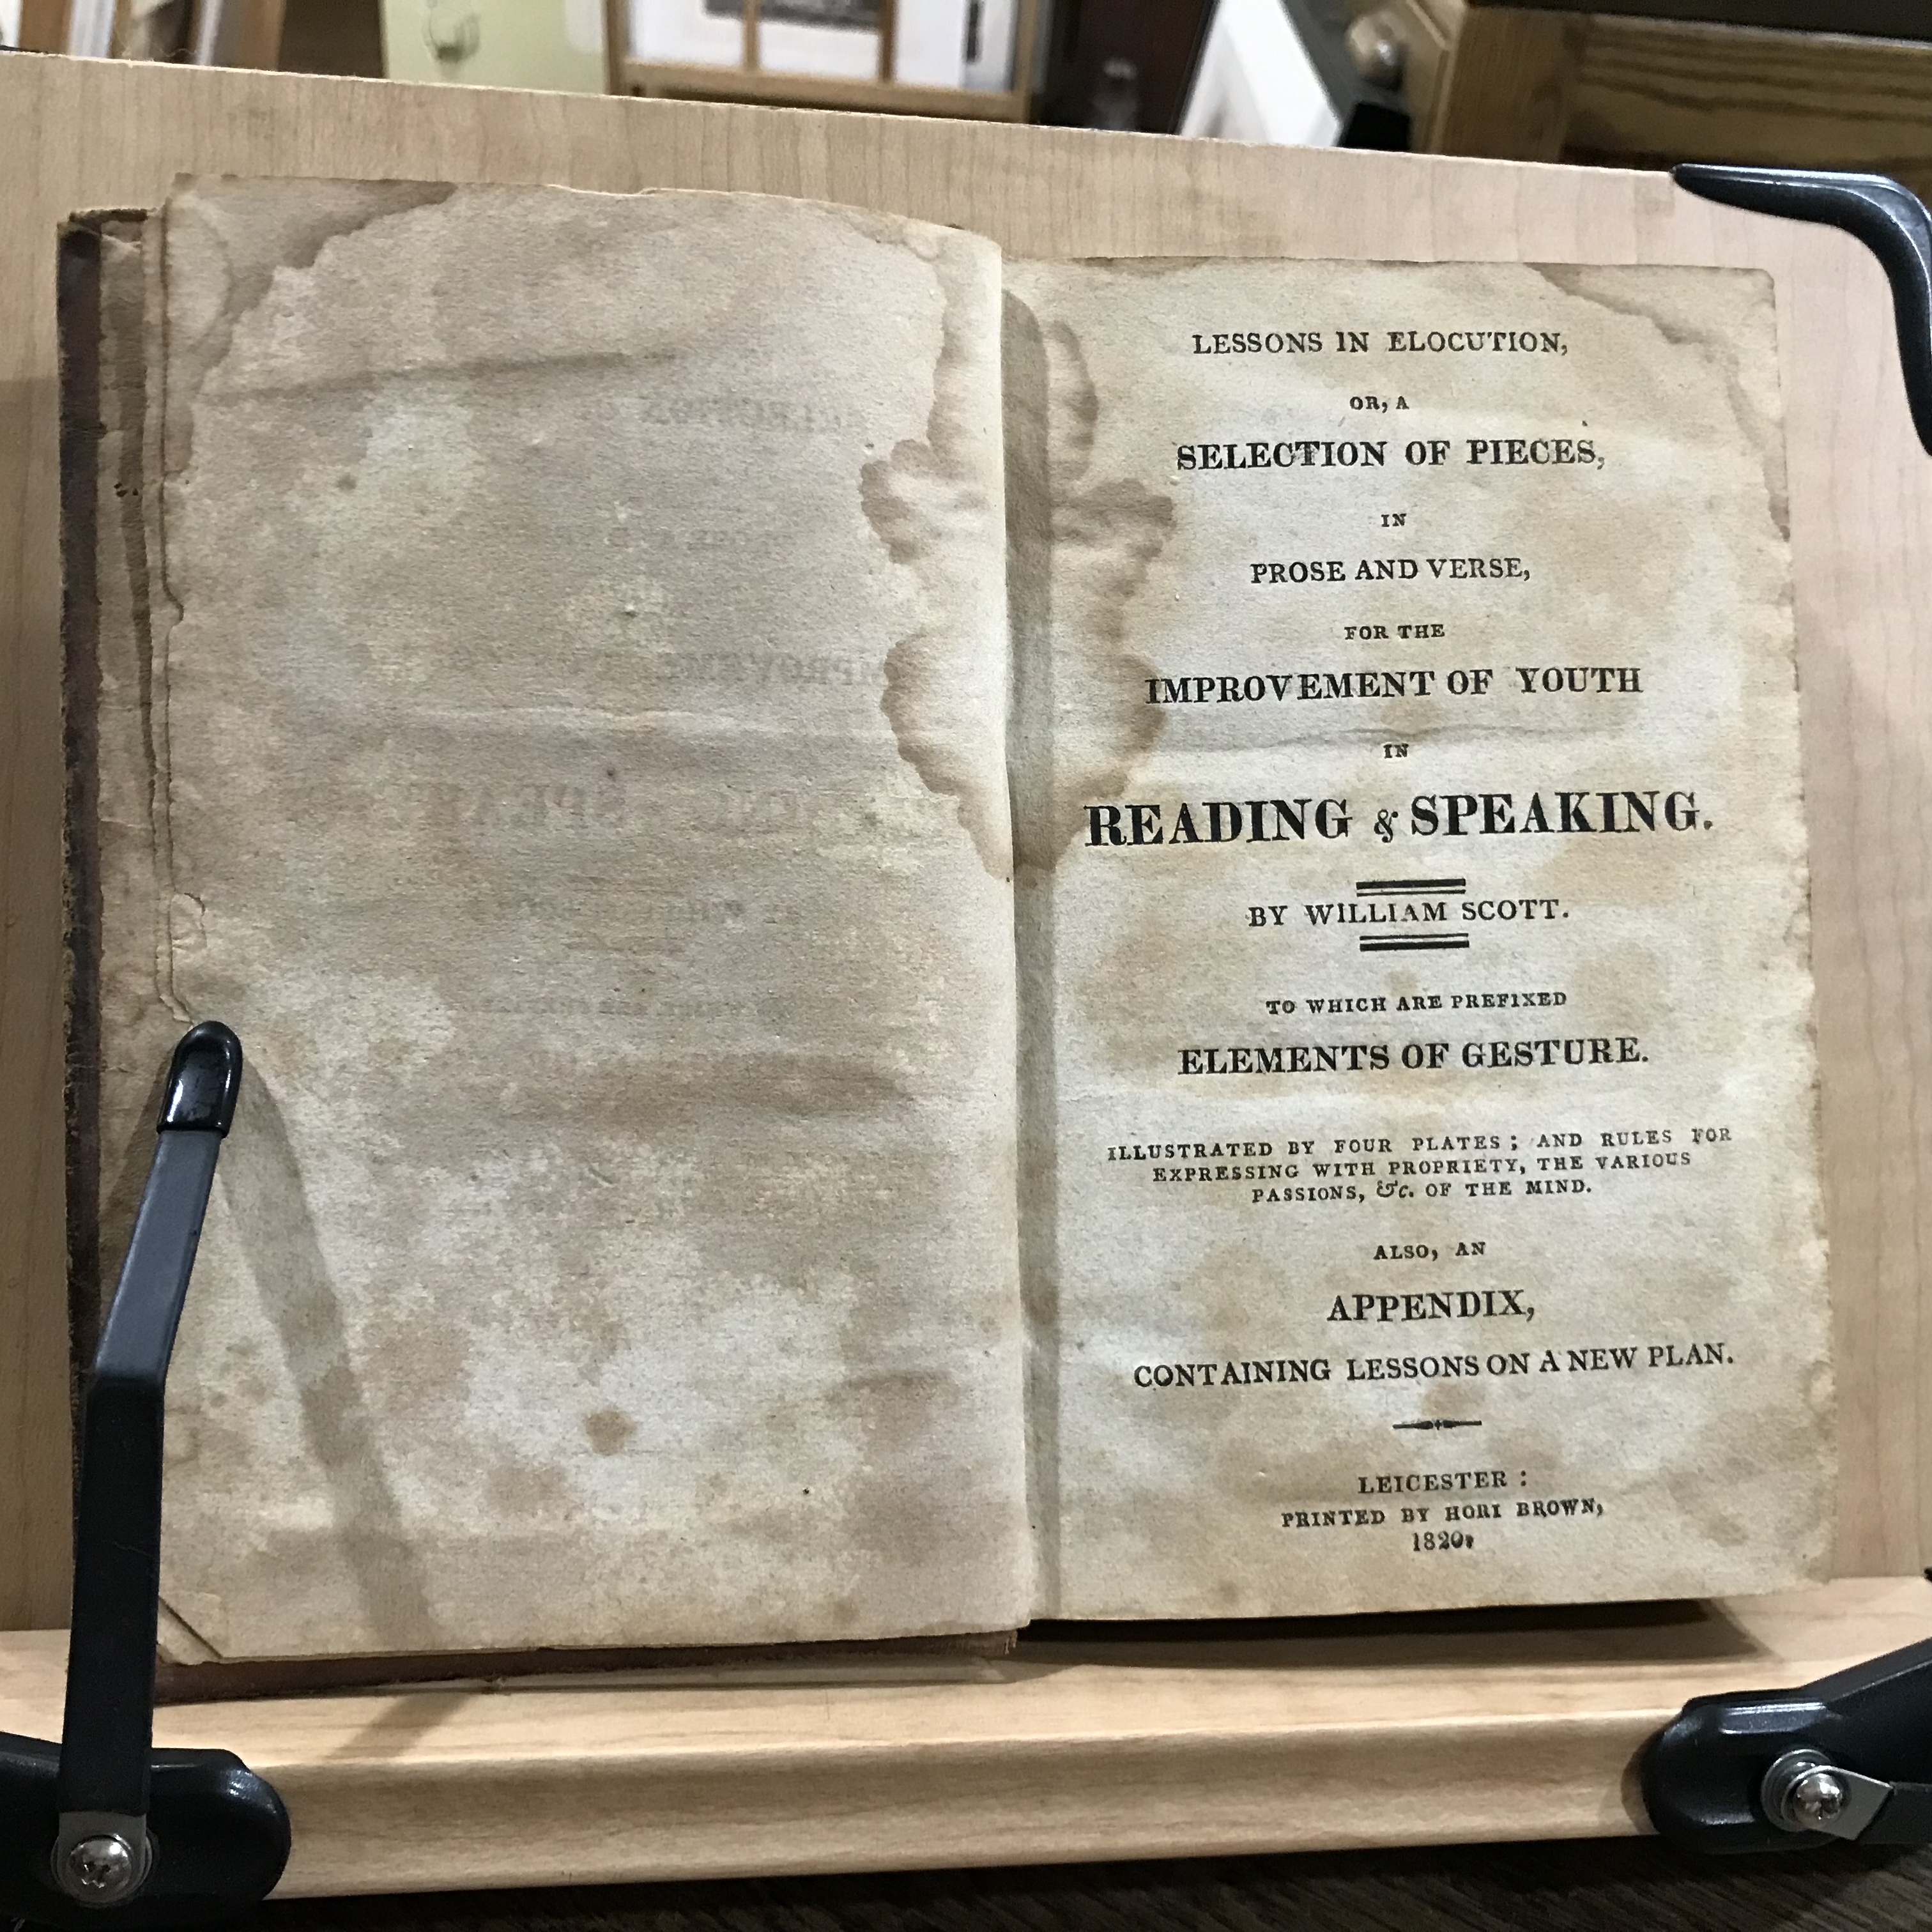 LESSONS IN ELOCUTION,
OR, A
SELECTION OF PIECES,
IN
PROSE AND VERSE,
FOR THE
IMPROVEMENT OF YOUTH
IN
READING & SPEAKING.
BY WILLIAM SCOTT.
TO WHICH ARE PREFIXED
ELEMENTS OF GESTURE.
ILLUSTRATED BY FOUR PLATES; AND RULES FOR
EXPRESSING WITH PROPRIETY, THE VARIOUS
PASSIONS, &c. OF THE MIND.
ALSO, AN
APPENDIX,
CONTAINING LESSONS ON A NEW PLAN.
LEICESTER:
PRINTED BY HORI BROWN,
1820.